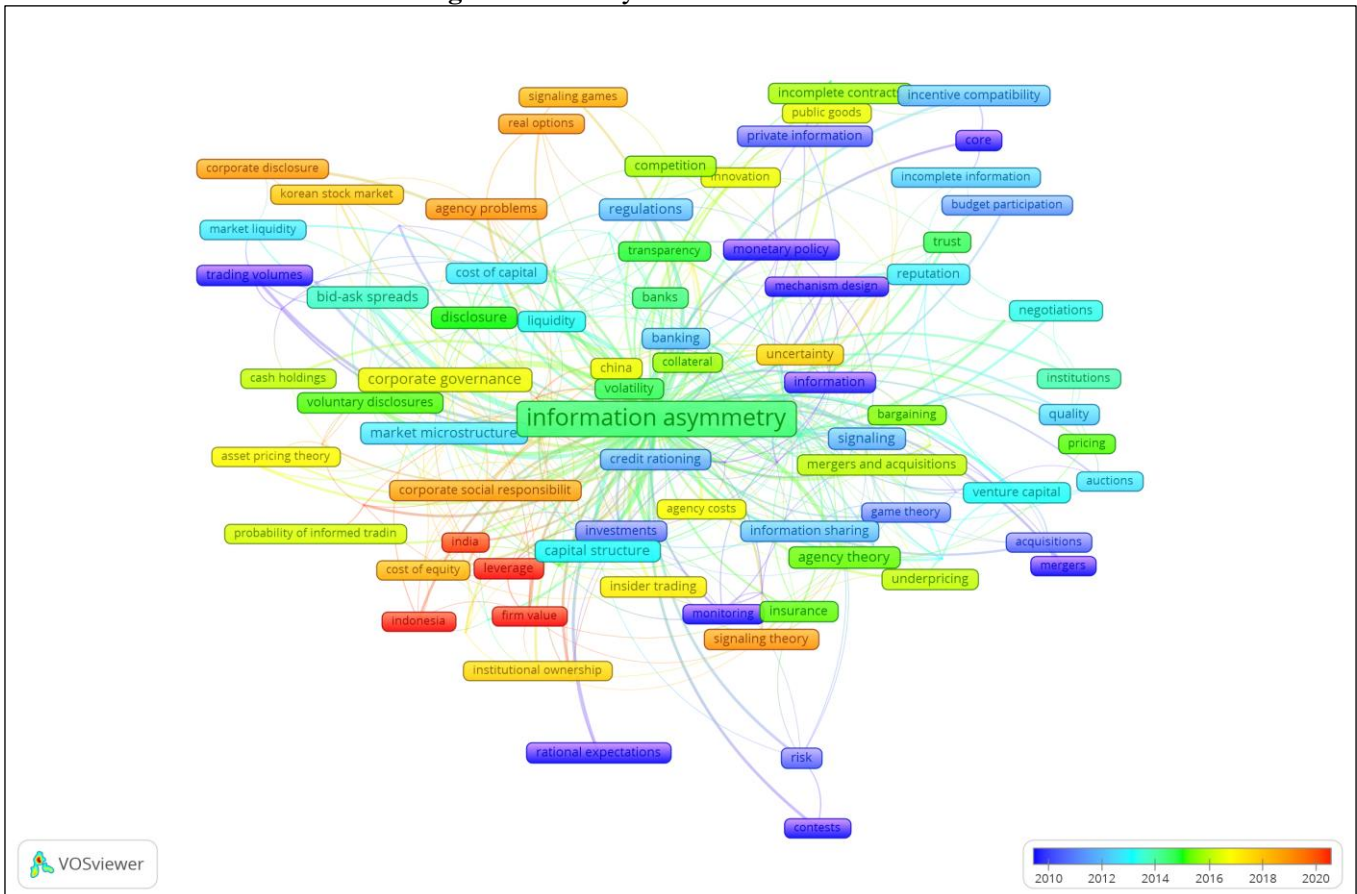 signaling games
incomplete contract
incentive compatibility
public goods
real options
private information
core
competition
corporate disclosure
innovation
incomplete information
korean stock market
agency problems
regulations
budget participation
market liquidity
transparency
monetary policy
trust
trading volumes
cost of capital
mechanism design
reputation
bid-ask spreads
banks
disclosure
liquidity
negotiations
banking
uncertainty
china
collateral
cash holdings
corporate governance
information
institutions
volatility
voluntary disclosures
information asymmetry
bargaining
quality
market microstructure
signaling
pricing
asset pricing theory
credit rationing
mergers and acquisitions
auctions
corporate social responsibilit
venture capital
agency costs
game theory
probability of informed tradin
investments
information sharing
india
capital structure
acquisitions
agency theory
mergers
cost of equity
leverage
underpricing
insider trading
indonesia
firm value
monitoring
insurance
signaling theory
institutional ownership
rational expectations
risk
contests
VOSviewer
2010 2012 2014 2016 2018 2020